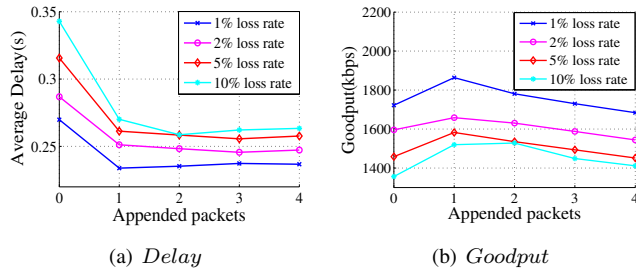 0.35
0.3
0.25
0
1
2
3
4
Average Delay(s)
Appended packets
1% loss rate
2% loss rate
5% loss rate
10% loss rate
(a) Delay
2200
2000
1800
1600
1400
0
1
2
3
4
Goodput(kbps)
Appended packets
1% loss rate
2% loss rate
5% loss rate
10% loss rate
(b) Goodput